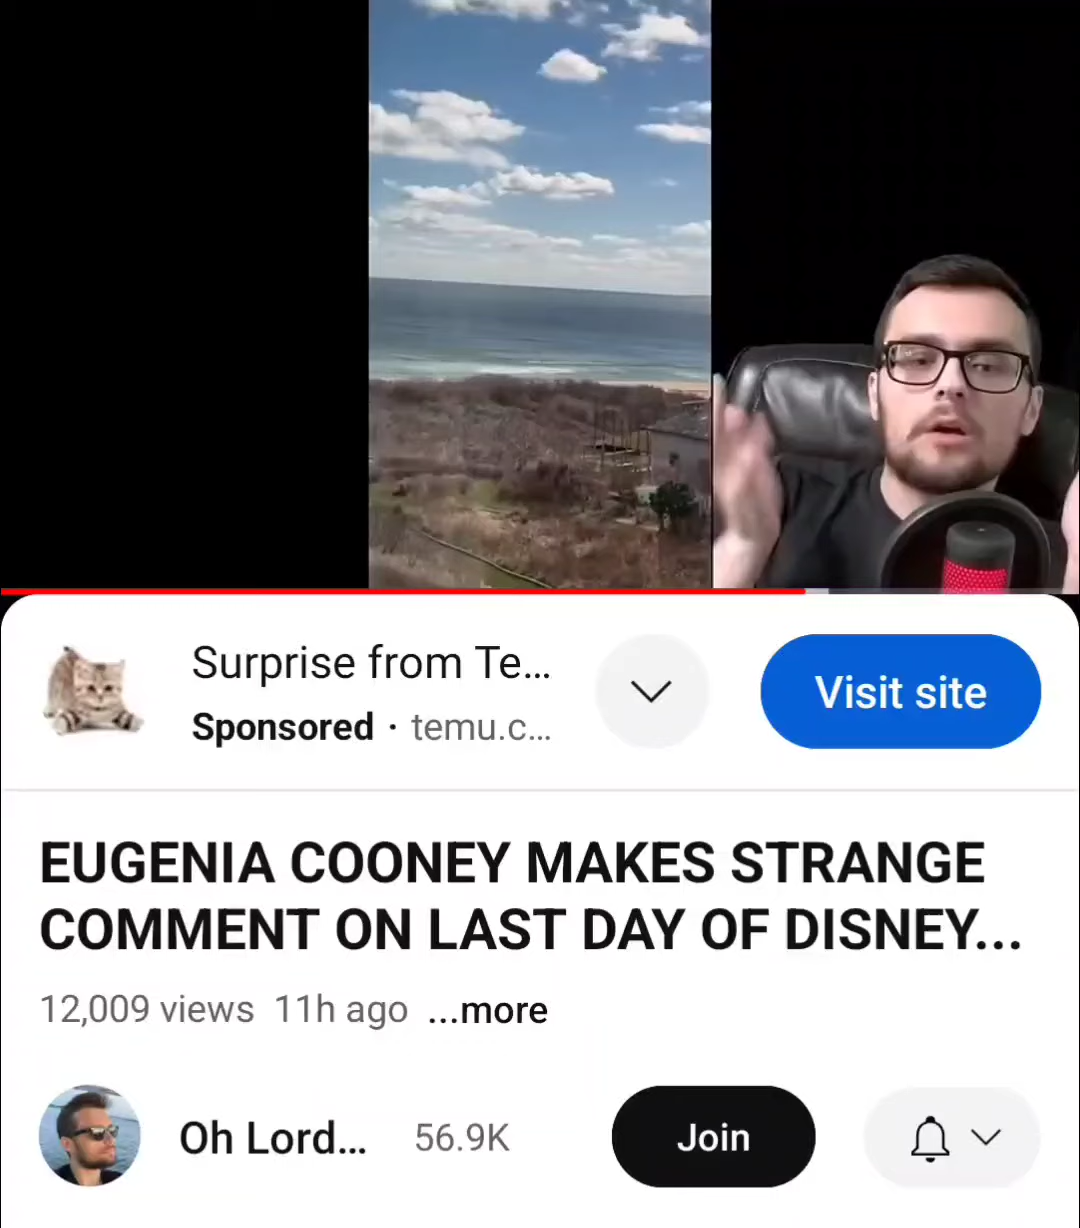 Surprise from Te...
Sponsored · temu.c...
Visit site
EUGENIA COONEY MAKES STRANGE
COMMENT ON LAST DAY OF DISNEY...
12,009 views 11h ago ...more
Oh Lord... 56.9K
Join